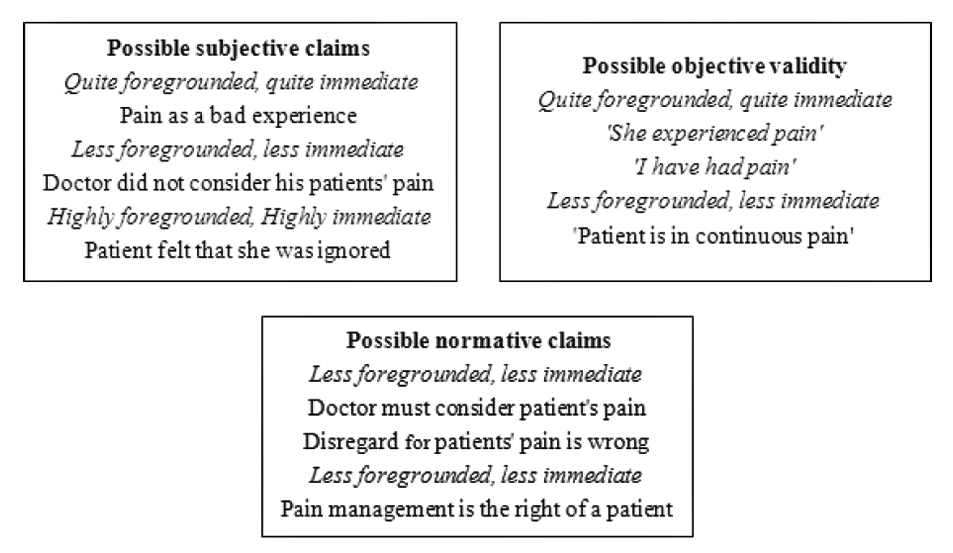 Possible subjective claims
Quite foregrounded, quite immediate
Pain as a bad experience
Less foregrounded, less immediate
Doctor did not consider his patients' pain
Highly foregrounded, Highly immediate
Patient felt that she was ignored
Possible objective validity
Quite foregrounded, quite immediate
'She experienced pain'
'I have had pain'
Less foregrounded, less immediate
'Patient is in continuous pain'
Possible normative claims
Less foregrounded, less immediate
Doctor must consider patient's pain
Disregard for patients' pain is wrong
Less foregrounded, less immediate
Pain management is the right of a patient